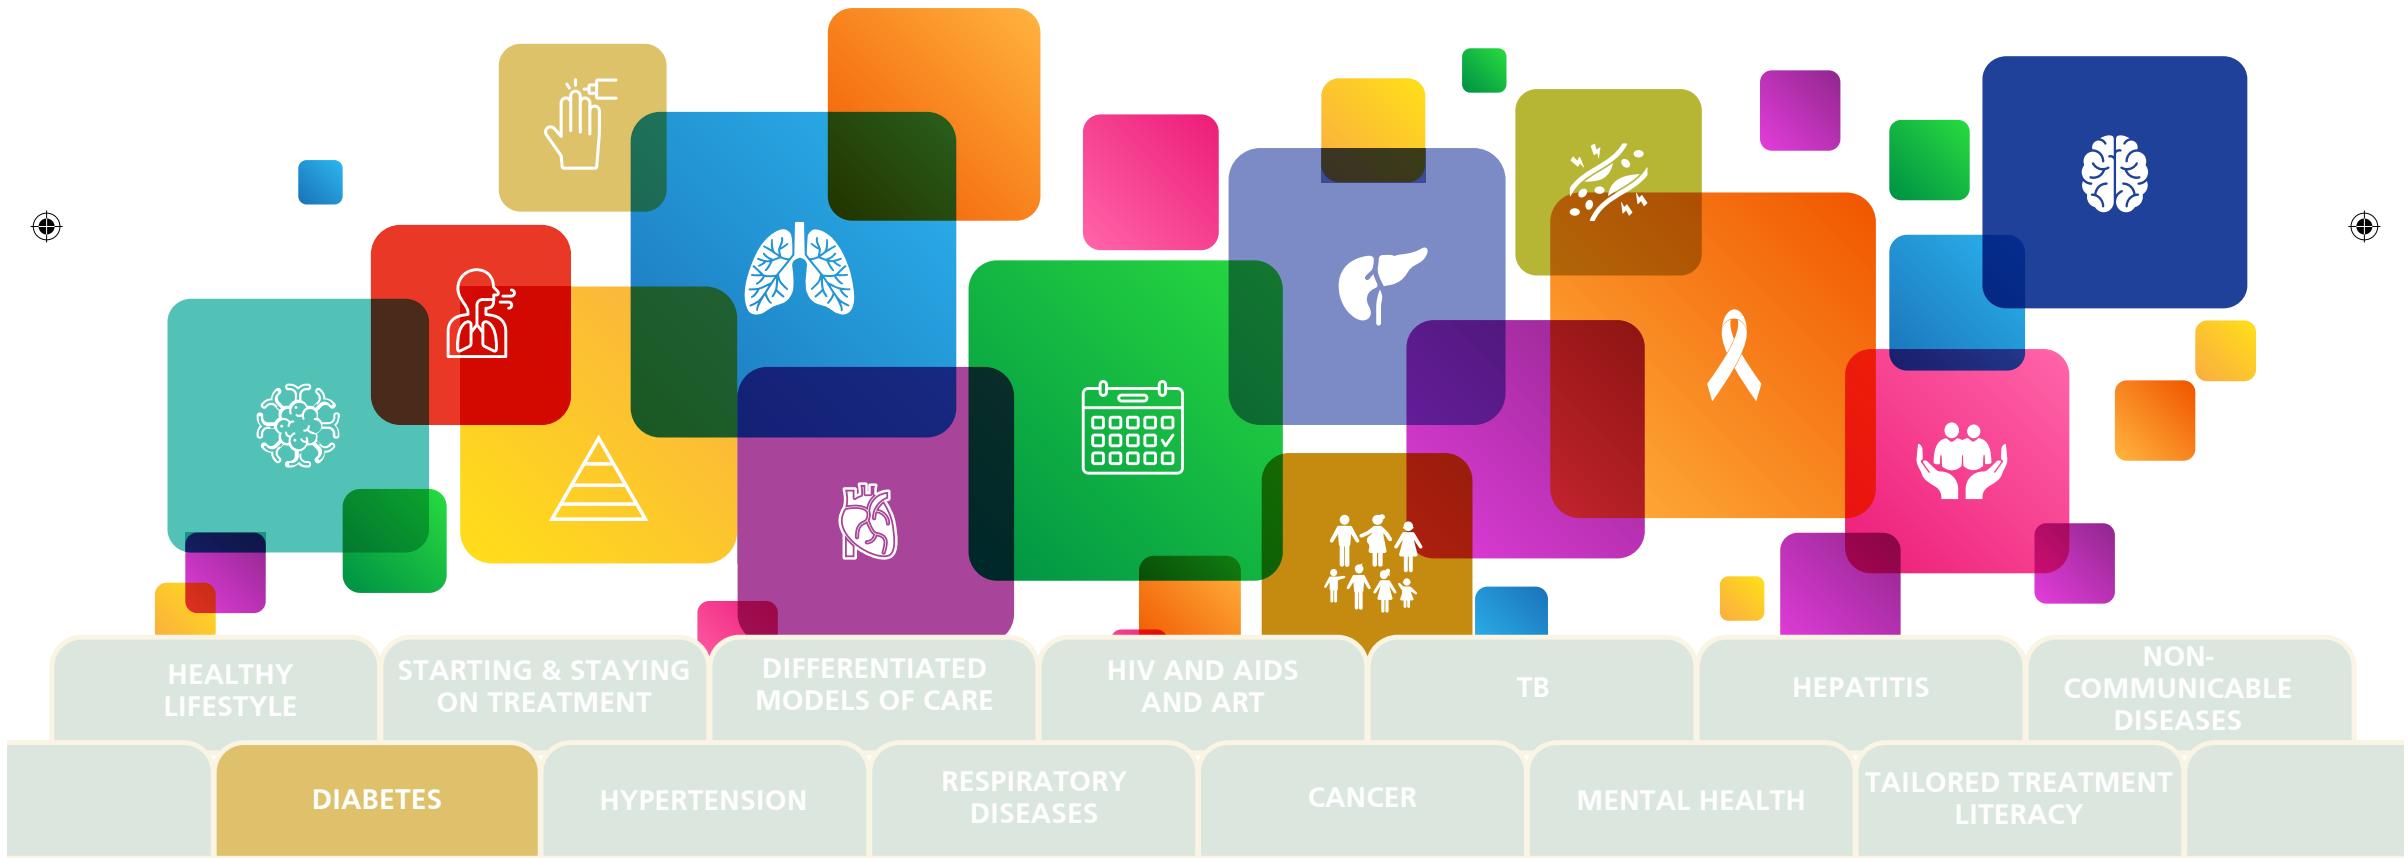 HEALTHY
LIFESTYLE
STARTING & STAYING
ON TREATMENT
DIFFERENTIATED
MODELS OF CARE
HIV AND AIDS
AND ART
TB
HEPATITIS
NON-
COMMUNICABLE
DISEASES
DIABETES
HYPERTENSION
RESPIRATORY
DISEASES
CANCER
MENTAL HEALTH
TAILORED TREATMENT
LITERACY